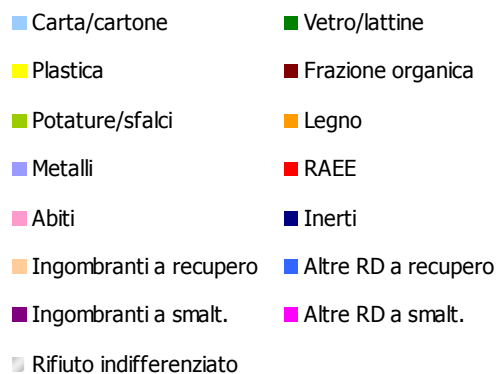 Carta/cartone Vetro/lattine
Plastica Frazione organica
Potature/sfalci Legno
Metalli RAEE
Abiti Inerti
Ingombranti a recupero Altre RD a recupero
Ingombranti a smalt. Altre RD a smalt.
Rifiuto indifferenziato